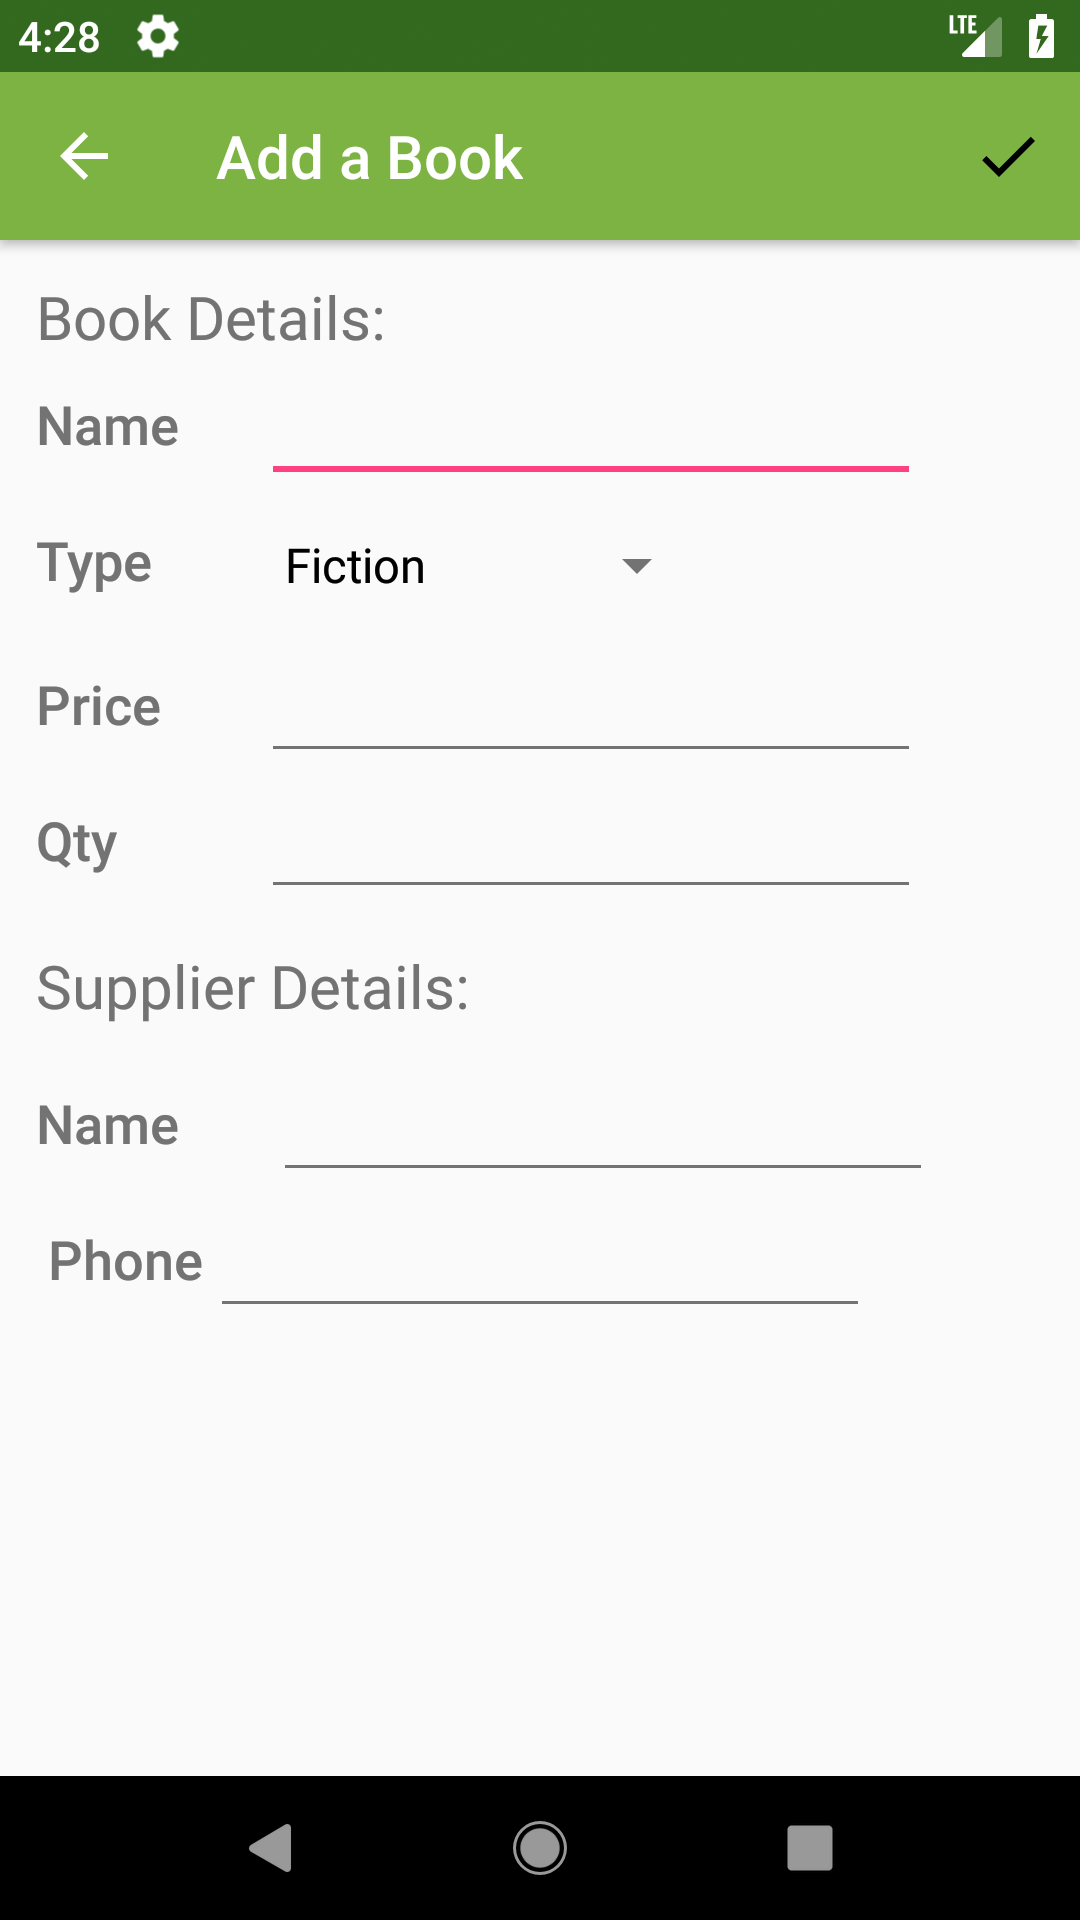 4:28
LTE
Add a Book
Book Details:
Name
Type Fiction
Price
Qty
Supplier Details:
Name
Phone